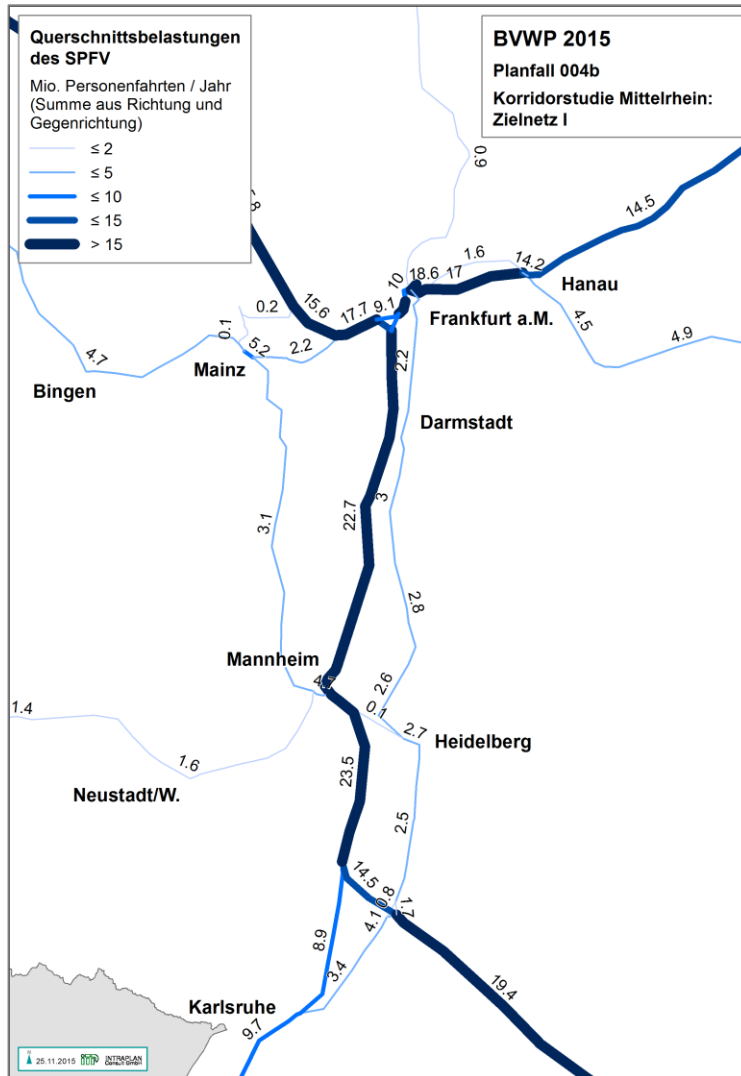 Querschnittsbelastungen
des SPFV
Mio. Personenfahrten / Jahr
(Summe aus Richtung und
Gegenrichtung)
≤ 2
≤ 5
≤ 10
≤ 15
> 15
BVWP 2015
Planfall 004b
Korridorstudie Mittelrhein:
Zielnetz I
0.9
14.5
1.6
14.2
10
18.6
17
Hanau
15.6
17.7
9.1
Frankfurt a.M.
4.5
0.2
0.1
5.2
2.2
2.2
4.9
4.7
Mainz
Bingen
Darmstadt
3
22.7
3.1
2.8
Mannheim
2.6
1.4
0.1
2.7
Heidelberg
1.6
23.5
Neustadt/W.
2.5
14.5
0.8
1.7
4.1
8.9
3.4
19.4
Karlsruhe
9.7
N
25.11.2015
INTRAPLAN
Consult GmbH